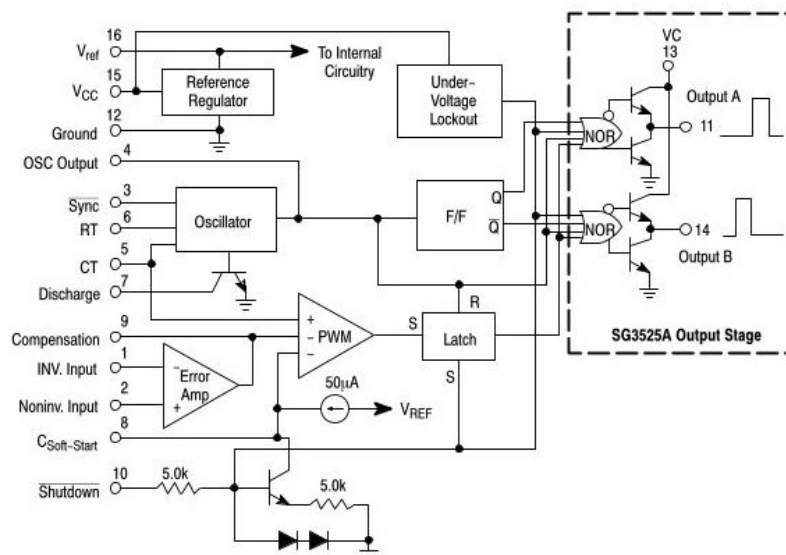 16
Vref
To Internal
Circuitry
15
VCC
Reference
Regulator
12
Ground
4
OSC Output
Under-
Voltage
Lockout
VC
13
Output A
NOR
11
3
Sync
6
RT
5
CT
7
Discharge
Oscillator
F/F
Q
Q
NOR
14
Output B
R
S
Latch
S
SG3525A Output Stage
9
Compensation
1
INV. Input
2
Noninv. Input
8
CSoft-Start
+
–
–
PWM
–
+
Error
Amp
50µA
VREF
10
Shutdown
5.0k
5.0k